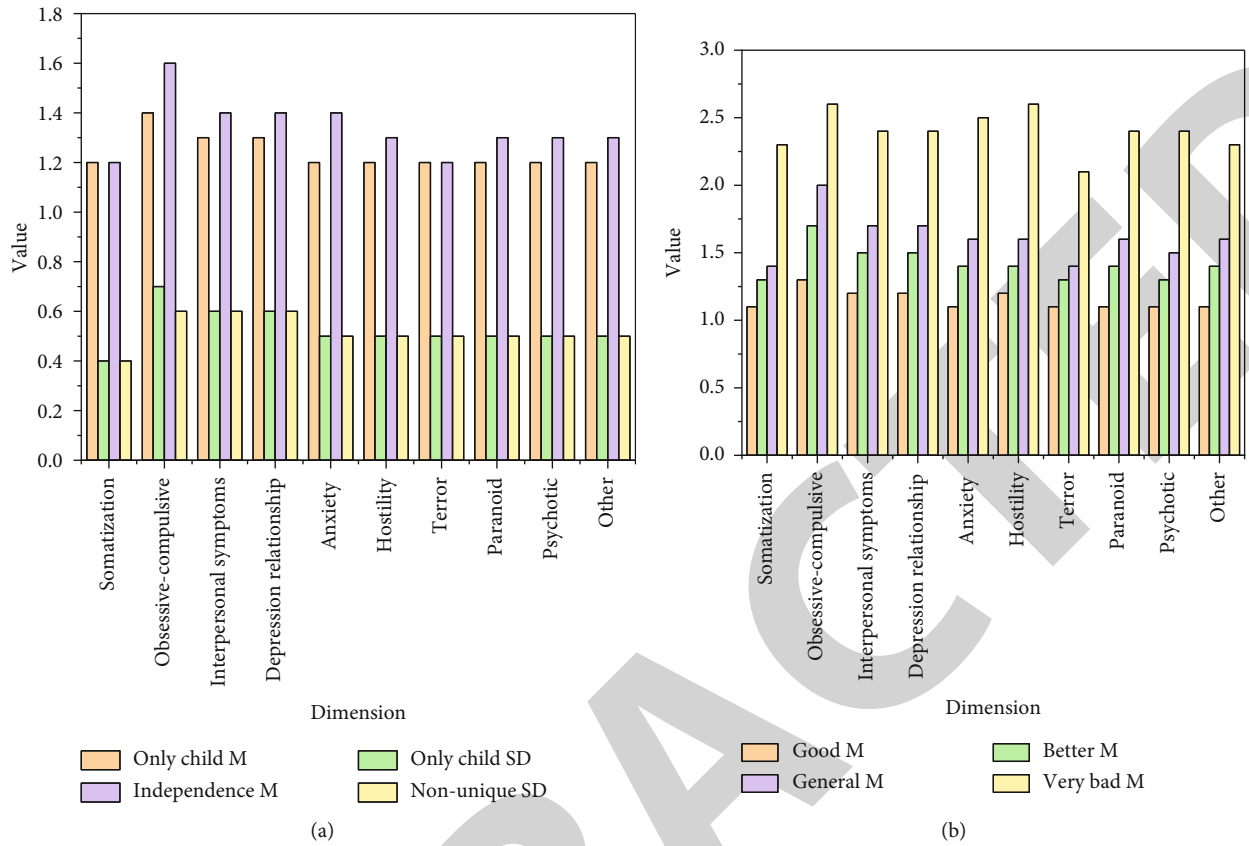 1.8
1.6
1.4
1.2
1.0
0.8
0.6
0.4
0.2
0.0
Value
Somatization
Obsessive-compulsive
Interpersonal symptoms
Depression relationship
Anxiety
Hostility
Terror
Paranoid
Psychotic
Other
Dimension
Only child M
Only child SD
Independence M
Non-unique SD
(a)
3.0
2.5
2.0
1.5
1.0
0.5
0.0
Value
Somatization
Obsessive-compulsive
Interpersonal symptoms
Depression relationship
Anxiety
Hostility
Terror
Paranoid
Psychotic
Other
Dimension
Good M
Better M
General M
Very bad M
(b)